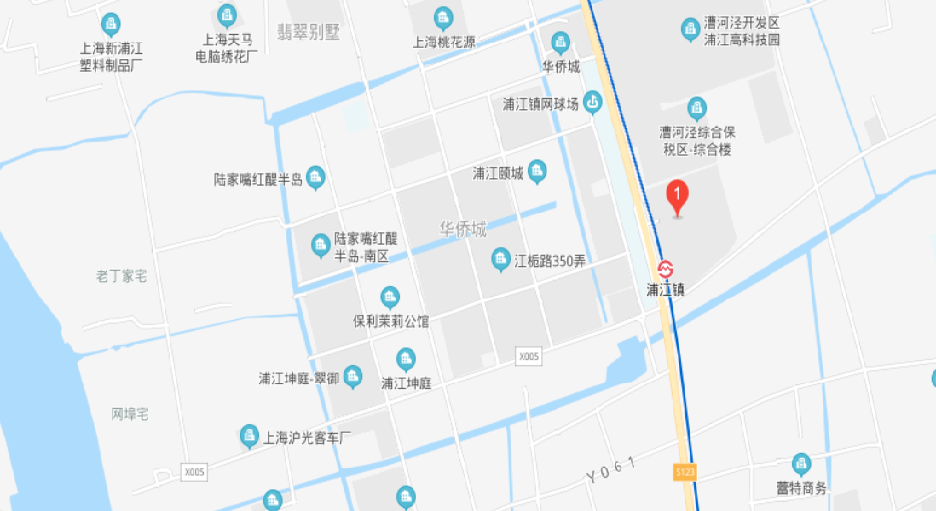 上海新浦江
塑料制品厂
上海天马
电脑绣花厂
翡翠别墅
上海桃花源
漕河泾开发区
浦江高科技园
华侨城
浦江镇网球场
漕河泾综合保
税区-综合楼
陆家嘴红醍半岛
浦江颐城
1
华侨城
陆家嘴红醍
半岛-南区
江栀路350弄
老丁家宅
浦江镇
保利茉莉公馆
X005
浦江坤庭-翠御
浦江坤庭
网埠宅
上海沪光客车厂
X005
Y061
S123
蕾特商务